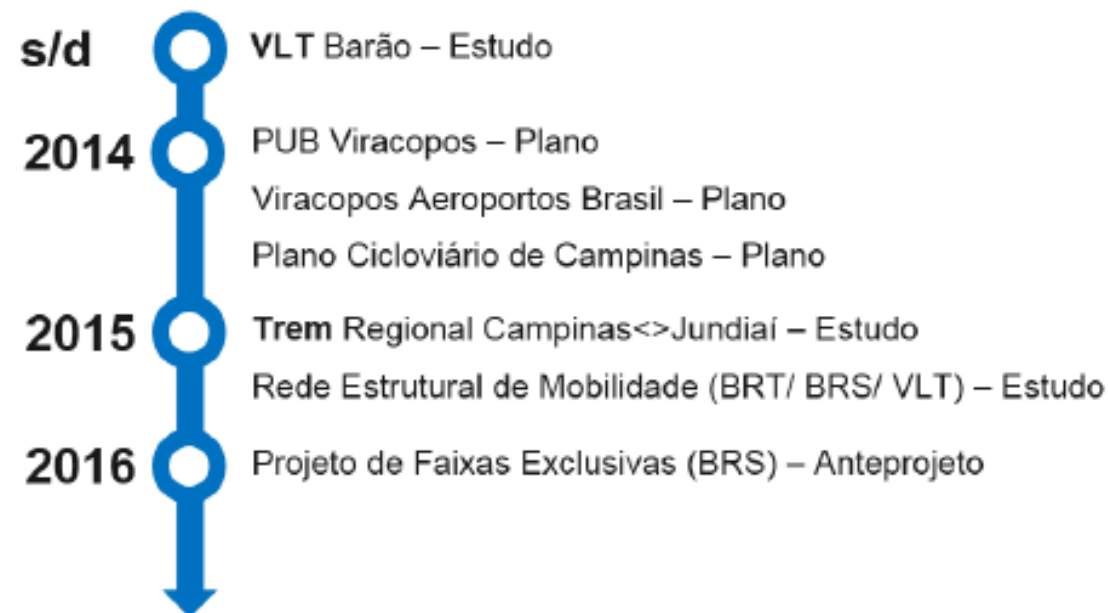 s/d VLT Barão – Estudo
2014 PUB Viracopos – Plano
Viracopos Aeroportos Brasil – Plano
Plano Cicloviário de Campinas – Plano
2015 Trem Regional Campinas<>Jundiaí – Estudo
Rede Estrutural de Mobilidade (BRT/ BRS/ VLT) – Estudo
2016 Projeto de Faixas Exclusivas (BRS) – Anteprojeto